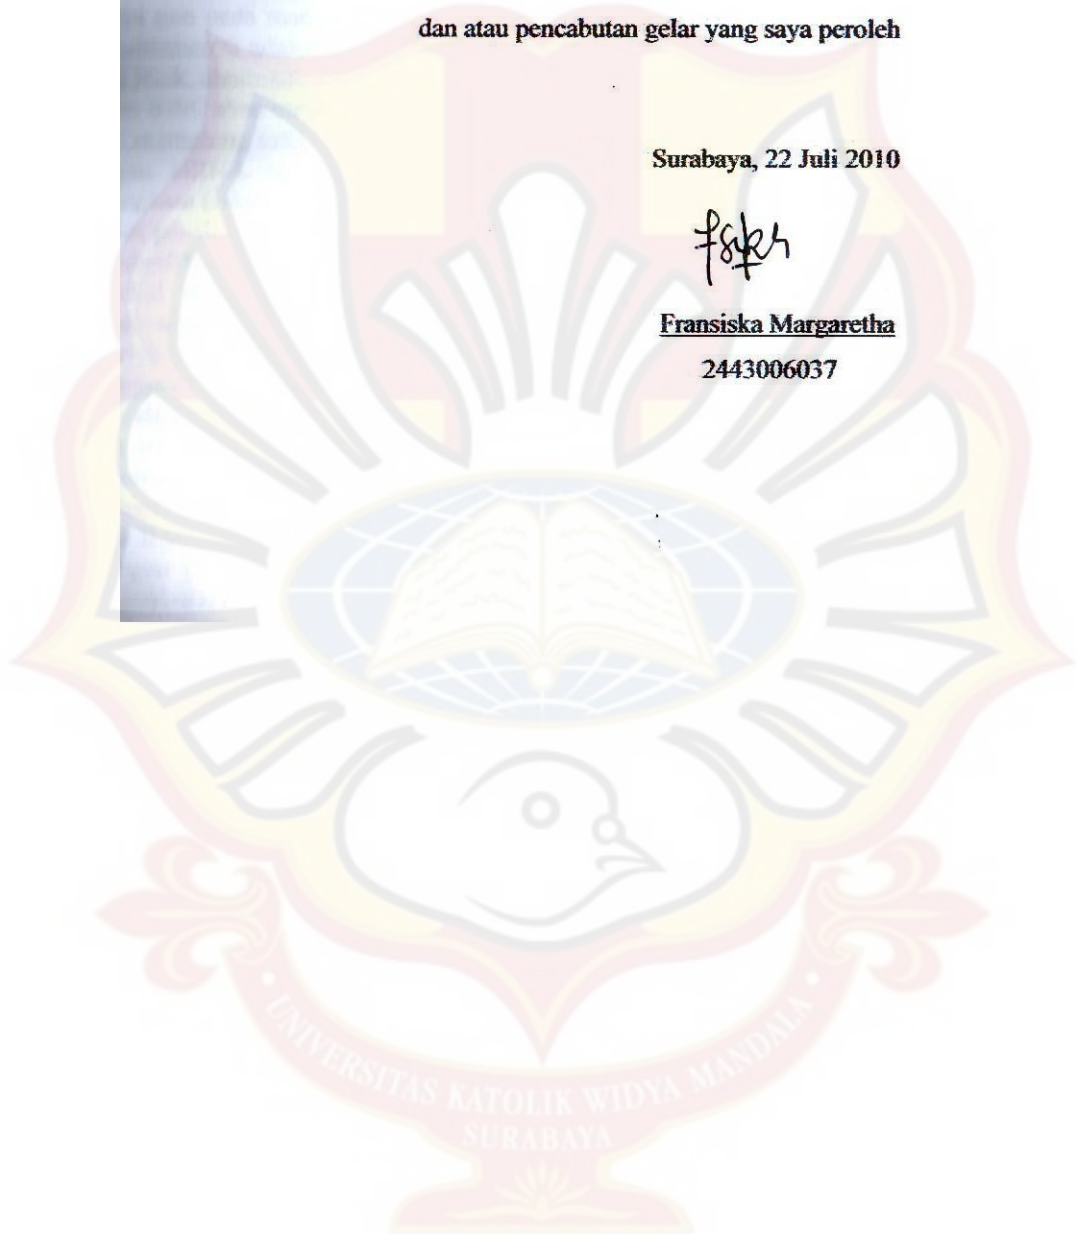 dan atau pencabutan gelar yang saya peroleh
Surabaya, 22 Juli 2010
Fransiska Margaretha
2443006037
UNIVERSITAS KATOLIK WIDYA MANDALA
SURABAYA